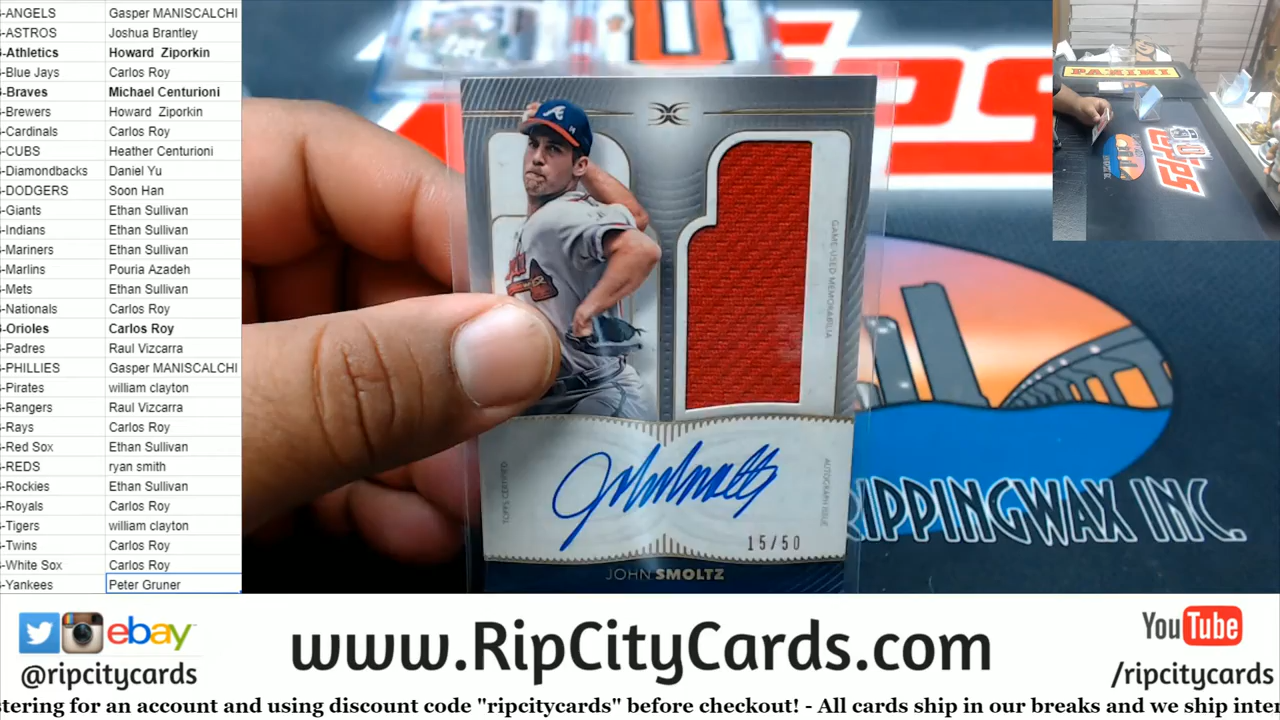 -ANGELS Gasper MANISCALCHI
-ASTROS Joshua Brantley
-Athletics Howard Ziporkin
-Blue Jays Carlos Roy
-Braves Michael Centurioni
-Brewers Howard Ziporkin
-Cardinals Carlos Roy
-CUBS Heather Centurioni
-Diamondbacks Daniel Yu
-DODGERS Soon Han
-Giants Ethan Sullivan
-Indians Ethan Sullivan
-Mariners Ethan Sullivan
-Marlins Pouria Azadeh
-Mets Ethan Sullivan
-Nationals Carlos Roy
-Orioles Carlos Roy
-Padres Raul Vizcarra
-PHILLIES Gasper MANISCALCHI
-Pirates william clayton
-Rangers Raul Vizcarra
-Rays Carlos Roy
-Red Sox Ethan Sullivan
-REDS ryan smith
-Rockies Ethan Sullivan
-Royals Carlos Roy
-Tigers william clayton
-Twins Carlos Roy
-White Sox Carlos Roy
-Yankees Peter Gruner
GAME-USED MEMORABILIA
TOPPS CERTIFIED
AUTOGRAPH ISSUE
John Smoltz
15/50
JOHN SMOLTZ
RIPPINGWAX INC.
PANINI
TOPPS
ebay
@ripcitycards
www.RipCityCards.com
YouTube
/ripcitycards
stering for an account and using discount code "ripcitycards" before checkout! - All cards ship in our breaks and we ship inter